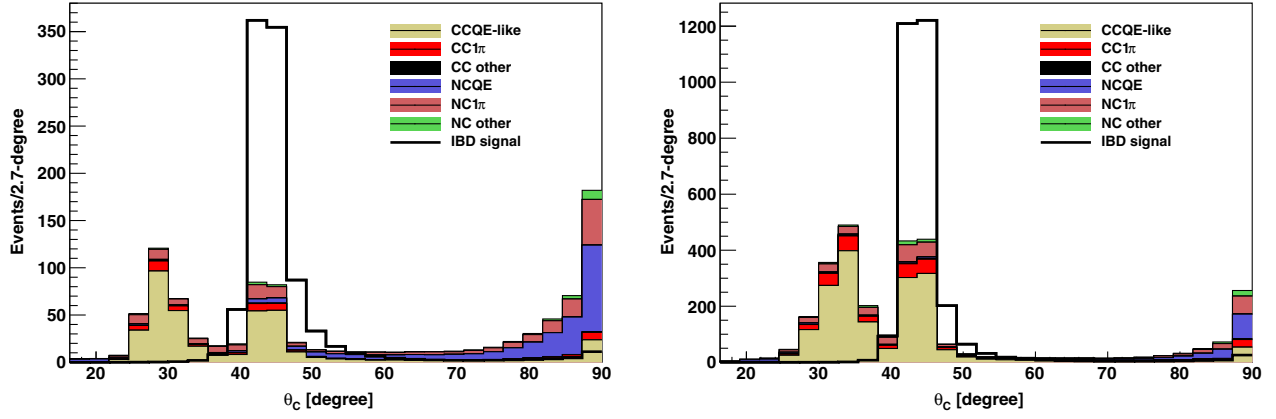 350
300
250
200
150
100
50
0
Events/2.7-degree
20
30
40
50
60
70
80
90
θC [degree]
CCQE-like
CC1π
CC other
NCQE
NC1π
NC other
IBD signal
1200
1000
800
600
400
200
0
Events/2.7-degree
20
30
40
50
60
70
80
90
θC [degree]
CCQE-like
CC1π
CC other
NCQE
NC1π
NC other
IBD signal